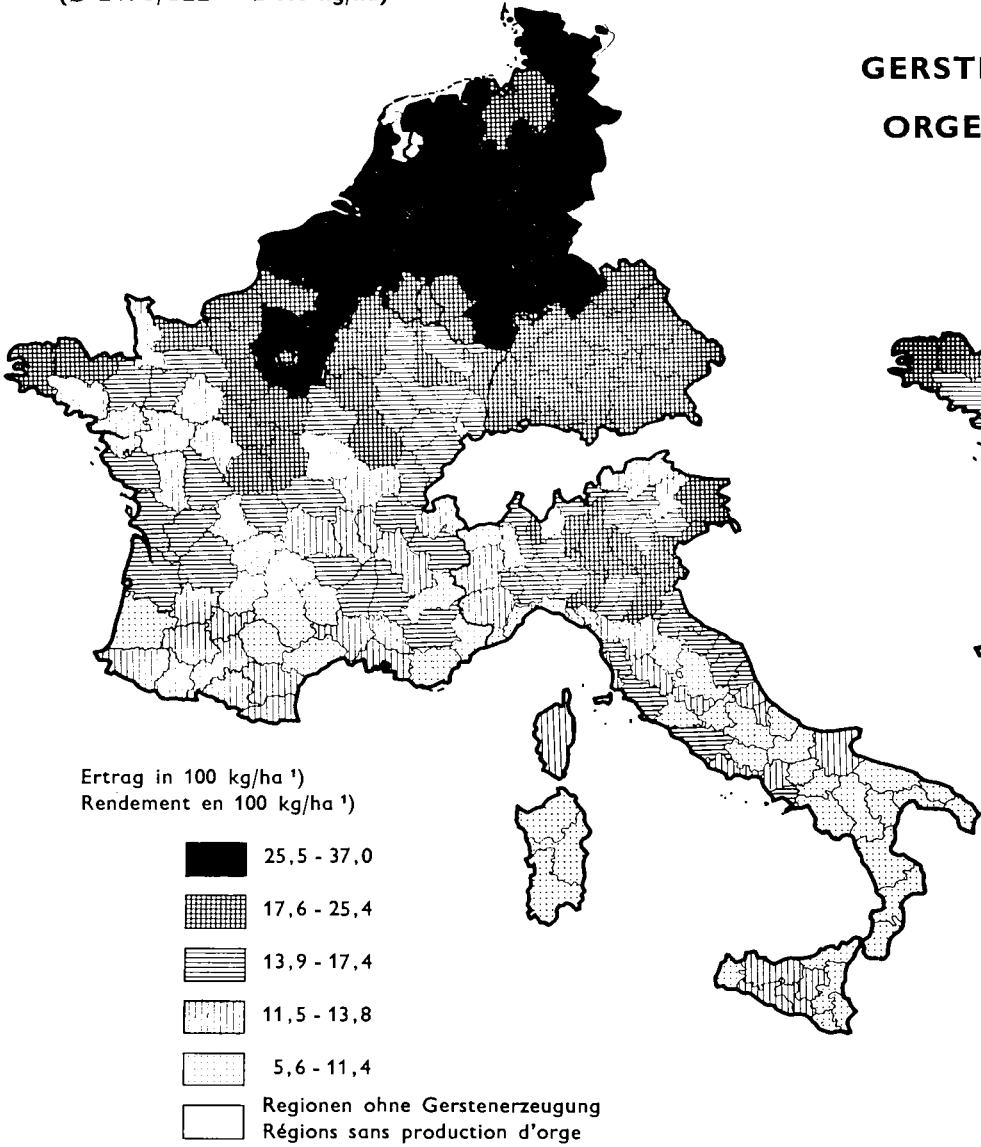 GERST
ORGE
Ertrag in 100 kg/ha ¹)
Rendement en 100 kg/ha ¹)
25,5 - 37,0
17,6 - 25,4
13,9 - 17,4
11,5 - 13,8
5,6 - 11,4
Regionen ohne Gerstenerzeugung
Régions sans production d'orge